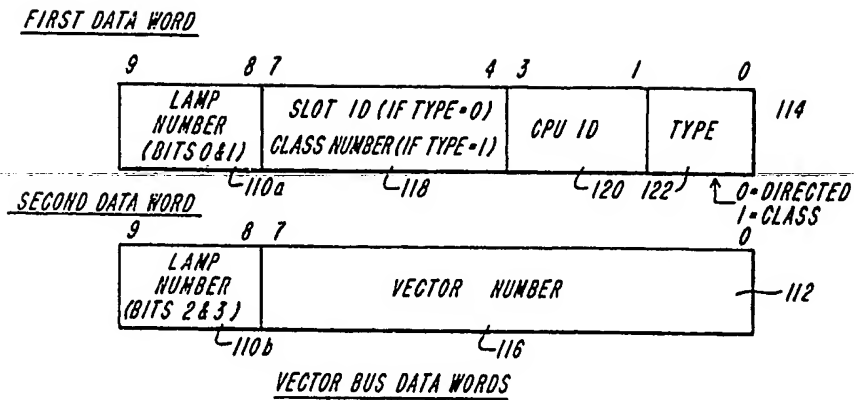 FIRST DATA WORD
9 8 7 4 3 1 0
LAMP NUMBER (BITS 0&1)
SLOT ID (IF TYPE=0)
CLASS NUMBER (IF TYPE=1)
CPU ID
TYPE
114
110a
118
120
122
0=DIRECTED
1=CLASS
SECOND DATA WORD
9 8 7 0
LAMP NUMBER (BITS 2&3)
VECTOR NUMBER
112
110b
116
VECTOR BUS DATA WORDS